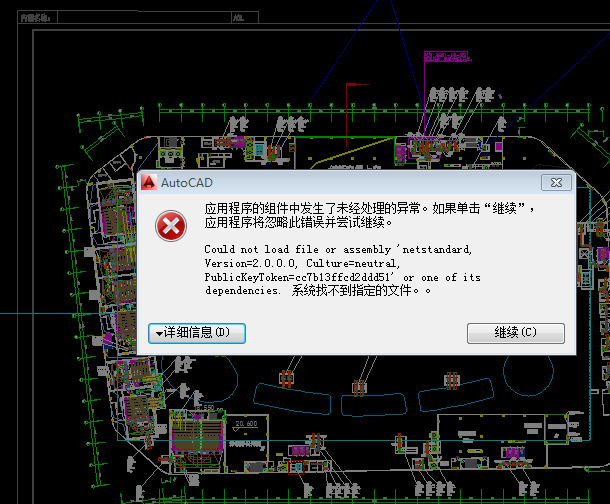 AutoCAD
应用程序的组件中发生了未经处理的异常。如果单击“继续”，
应用程序将忽略此错误并尝试继续。
Could not load file or assembly 'netstandard,
Version=2.0.0.0, Culture=neutral,
PublicKeyToken=cc7b13ffcd2ddd51' or one of its
dependencies. 系统找不到指定的文件。。
详细信息(D)
继续(C)
20.600